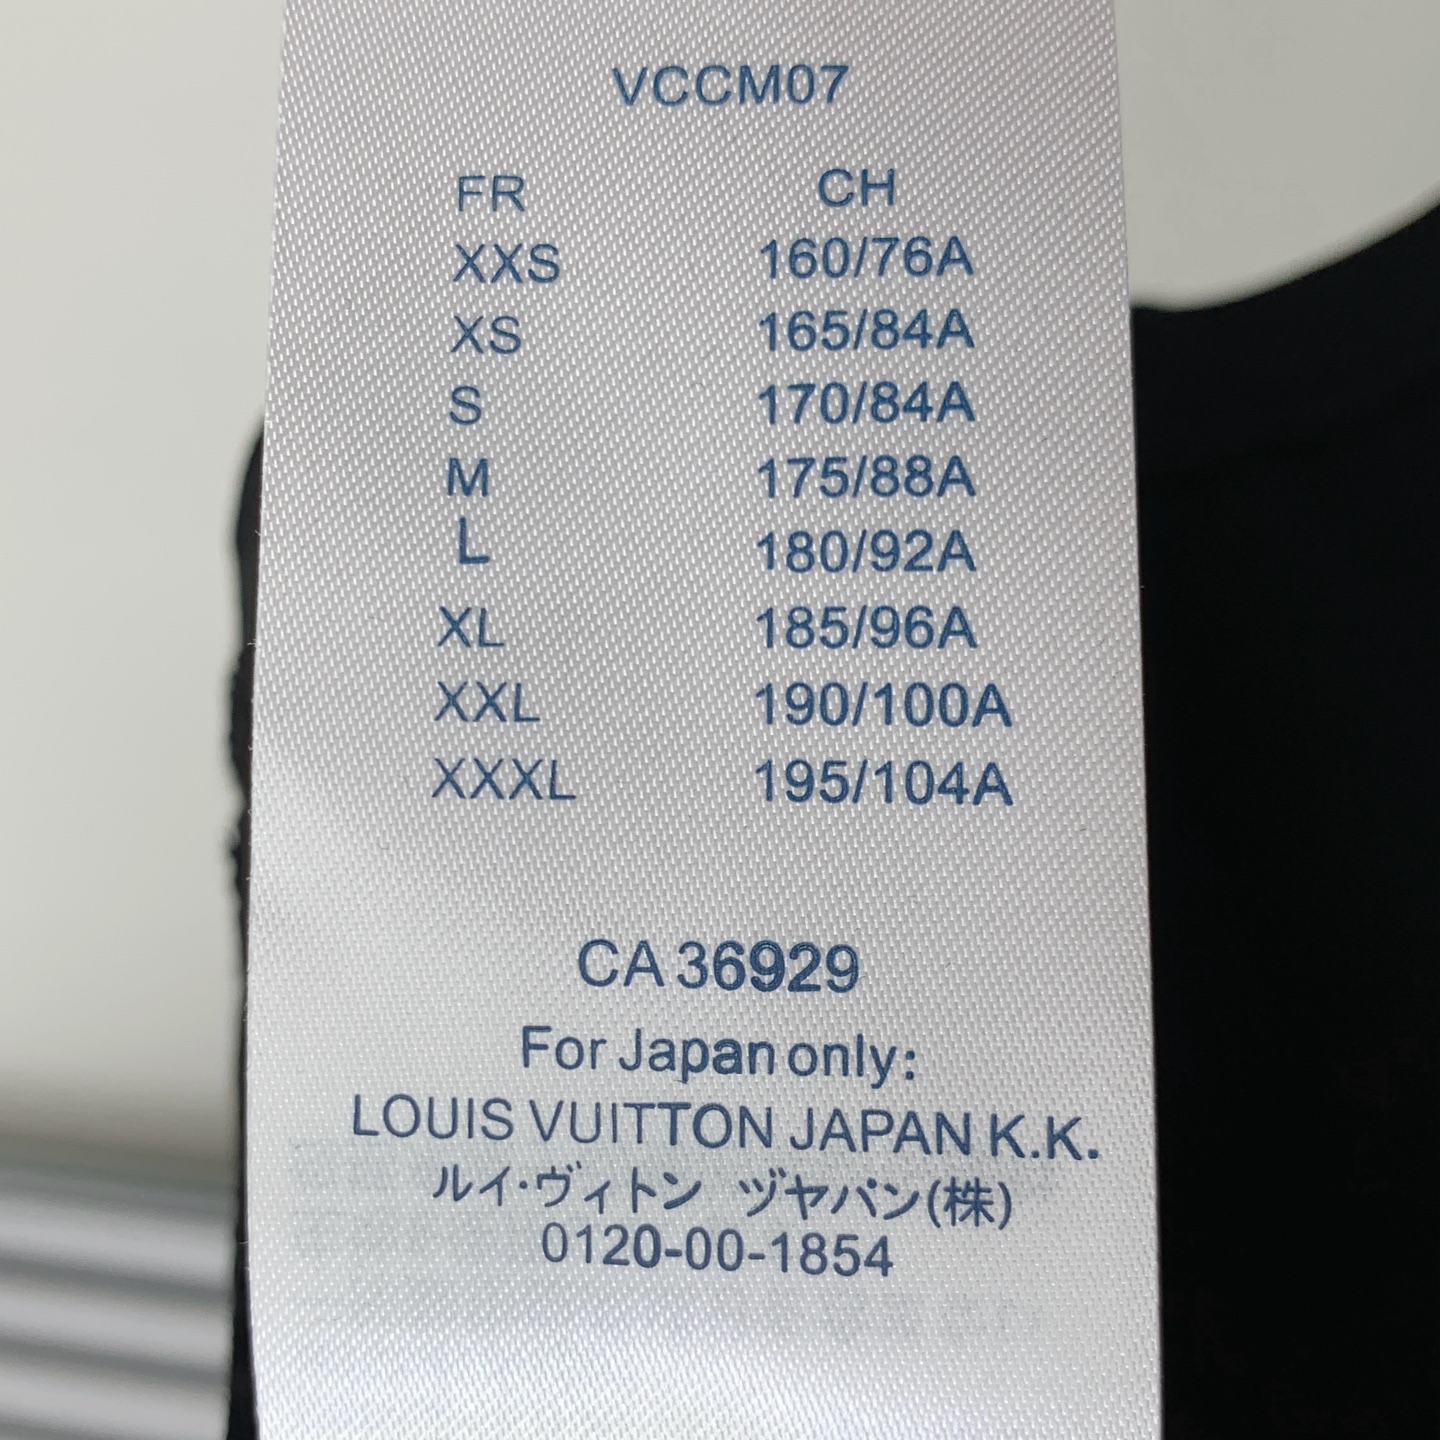 VCCM07
FR CH
XXS 160/76A
XS 165/84A
S 170/84A
M 175/88A
L 180/92A
XL 185/96A
XXL 190/100A
XXXL 195/104A
CA 36929
For Japan only:
LOUIS VUITTON JAPAN K.K.
ルイ・ヴィトン ヅヤパン(株)
0120-00-1854